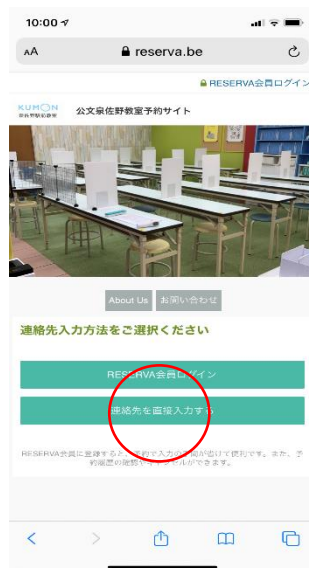 10:00
AA reserva.be
RESERVA会員ログイン
KUMON
公文泉佐野教室予約サイト
About Us お問い合わせ
連絡先入力方法をご選択ください
RESERVA会員ログイン
連絡先を直接入力する
RESERVA会員に登録すると、予約で入力の手間が省けて便利です。また、予
約履歴の確認やキャンセルができます。